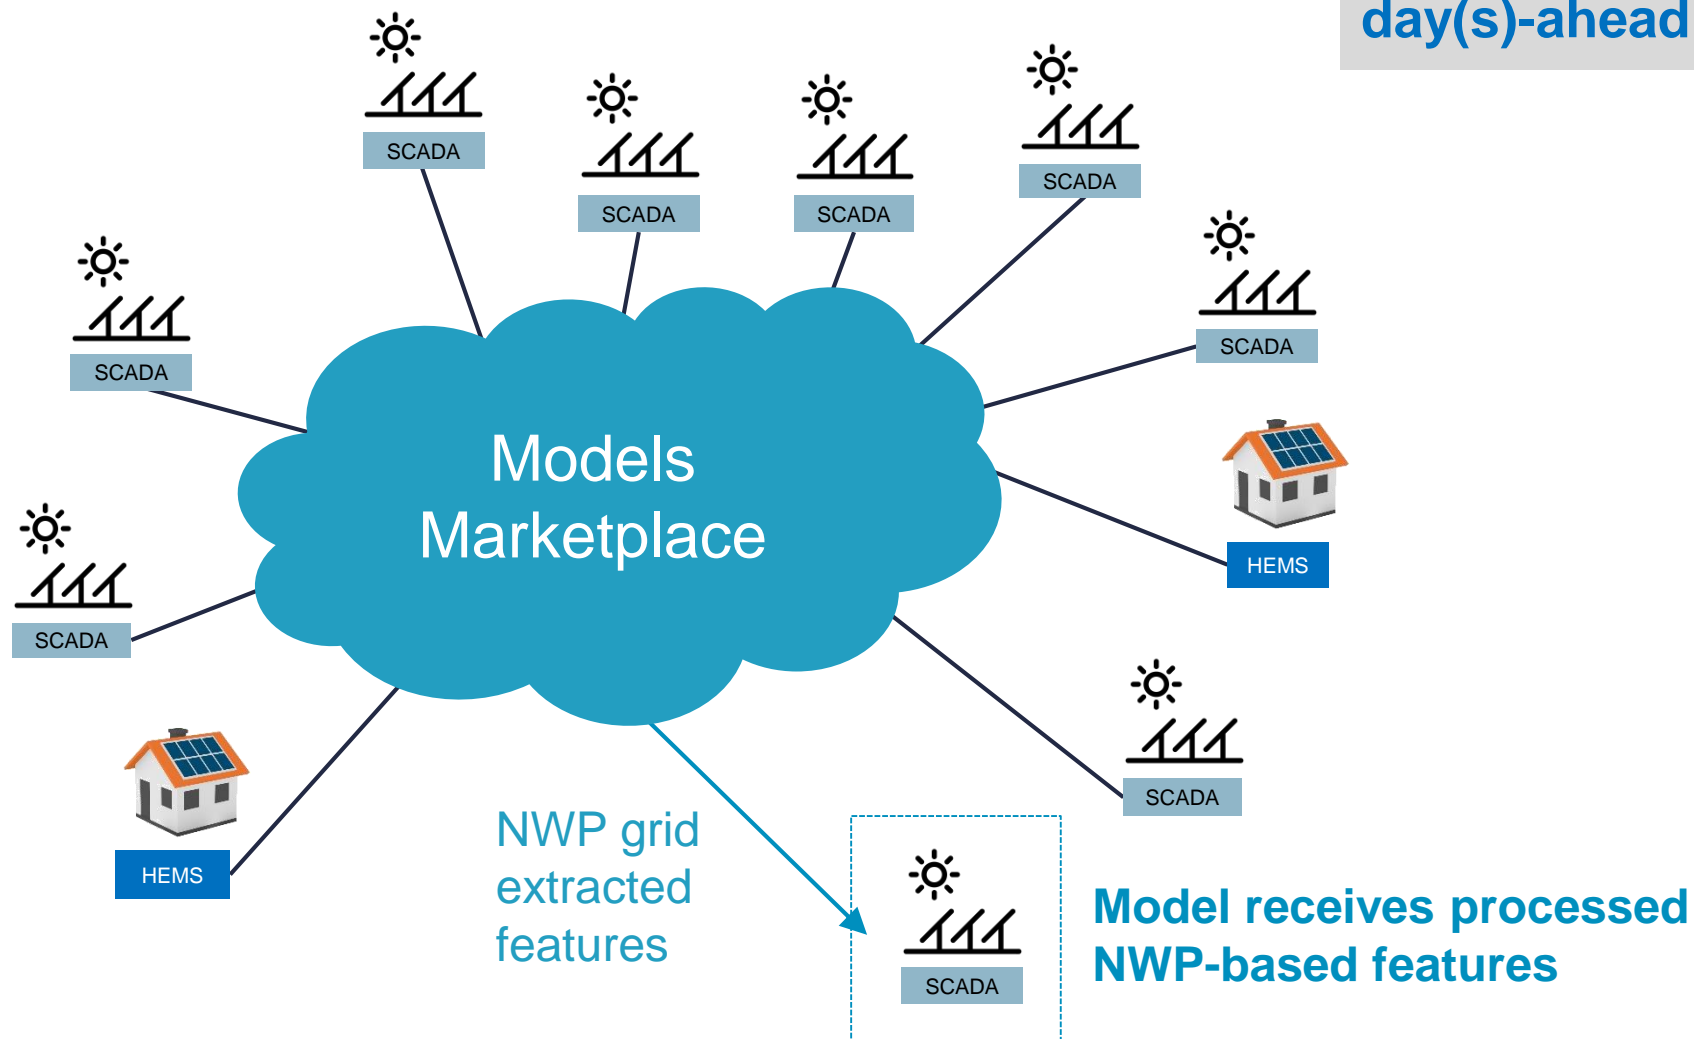 day(s)-ahead
SCADA
SCADA
SCADA
SCADA
SCADA
SCADA
Models
Marketplace
HEMS
SCADA
SCADA
HEMS
NWP grid
extracted
features
SCADA
Model receives processed
NWP-based features